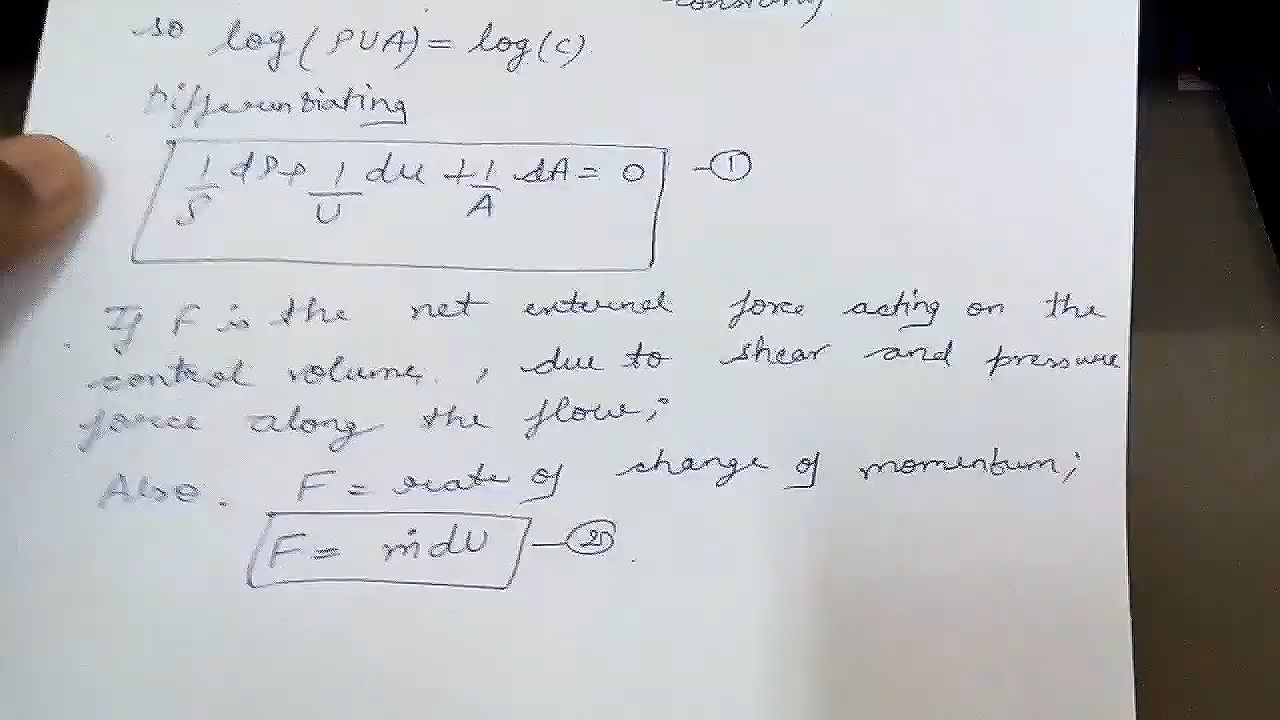 constant
so log(ρUA) = log(c)
Differentiating
1/ρ dρ + 1/U du + 1/A dA = 0 - ①
If F is the net external force acting on the
control volume, due to shear and pressure
force along the flow;
Also. F = rate of change of momentum;
F = ṁdU - ②